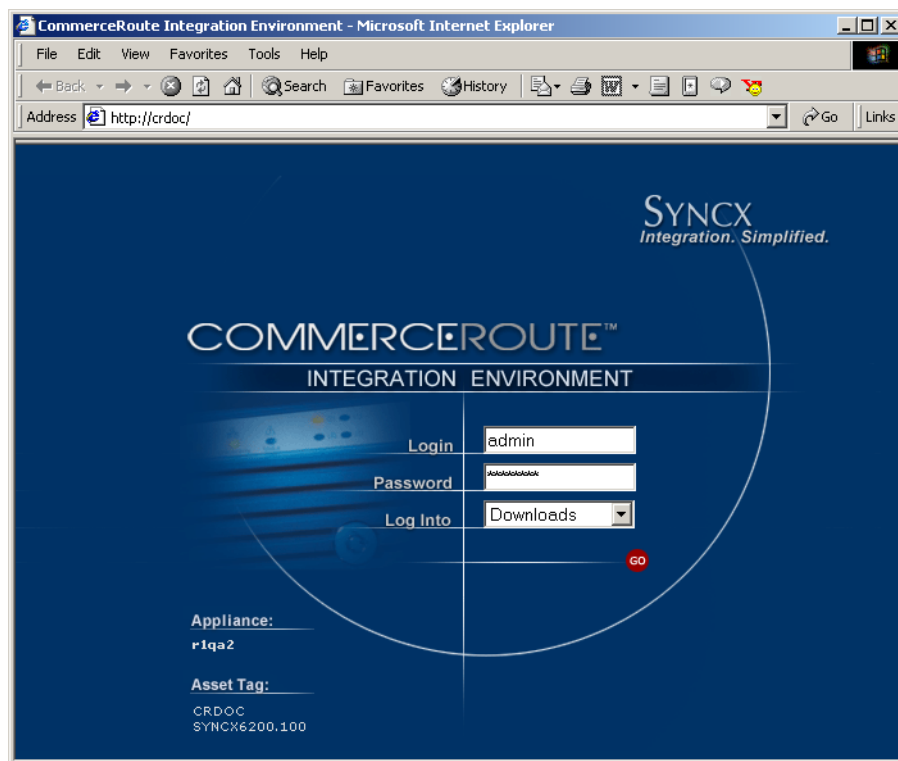 CommerceRoute Integration Environment - Microsoft Internet Explorer
File Edit View Favorites Tools Help
Back Search Favorites History
Address http://crdoc/ Go Links
SYNCX
Integration. Simplified.
COMMERCEROUTE™
INTEGRATION ENVIRONMENT
Login admin
Password *********
Log Into Downloads
GO
Appliance:
r1qa2
Asset Tag:
CRDOC
SYNCX6200.100